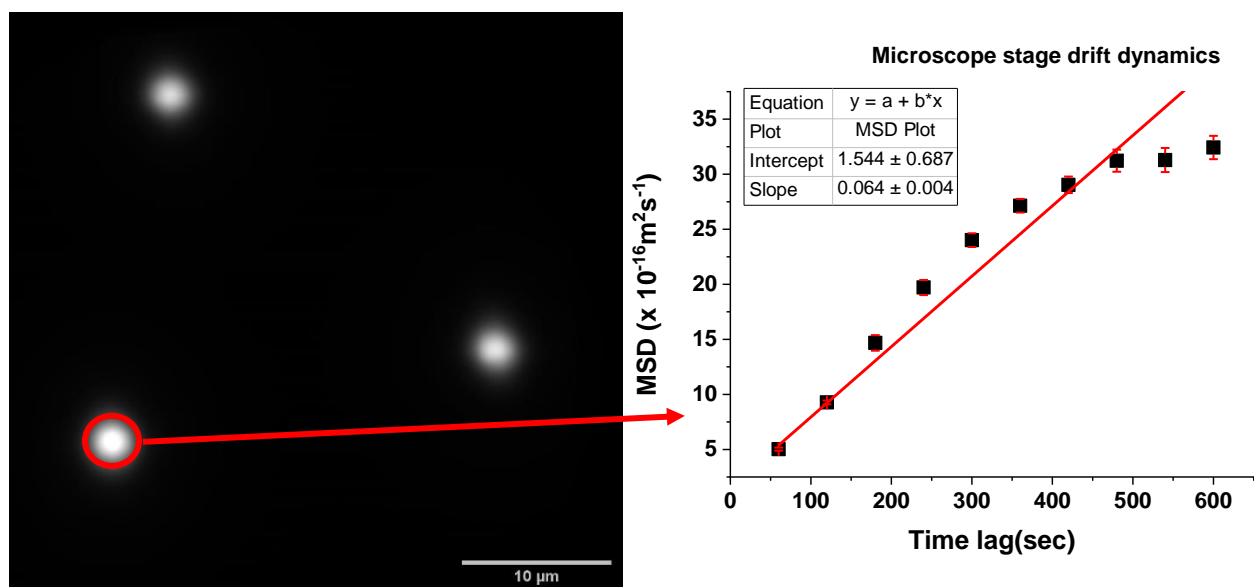 10 µm
Microscope stage drift dynamics
Equation y = a + b*x
Plot MSD Plot
Intercept 1.544 ± 0.687
Slope 0.064 ± 0.004
MSD (x 10⁻¹⁶m²s⁻¹)
35
30
25
20
15
10
5
0 100 200 300 400 500 600
Time lag(sec)